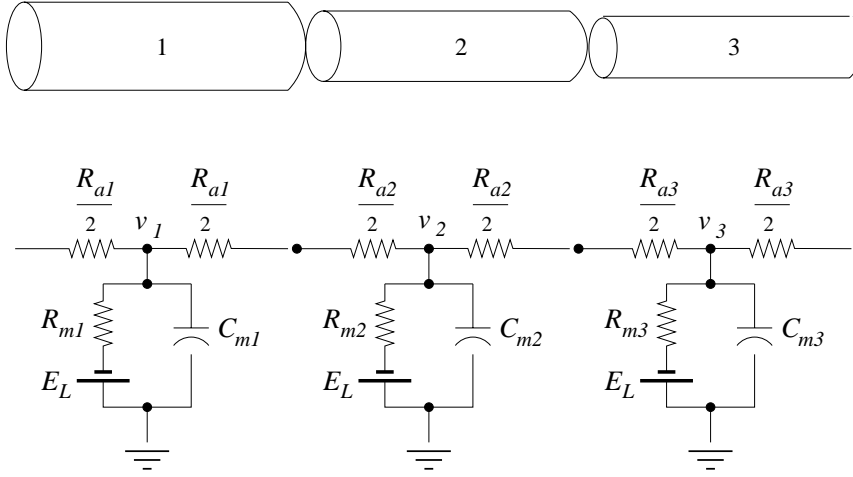 1 2 3
R_a1 R_a1 R_a2 R_a2 R_a3 R_a3
2 v_1 2 2 v_2 2 2 v_3 2
R_m1 C_m1 R_m2 C_m2 R_m3 C_m3
E_L E_L E_L